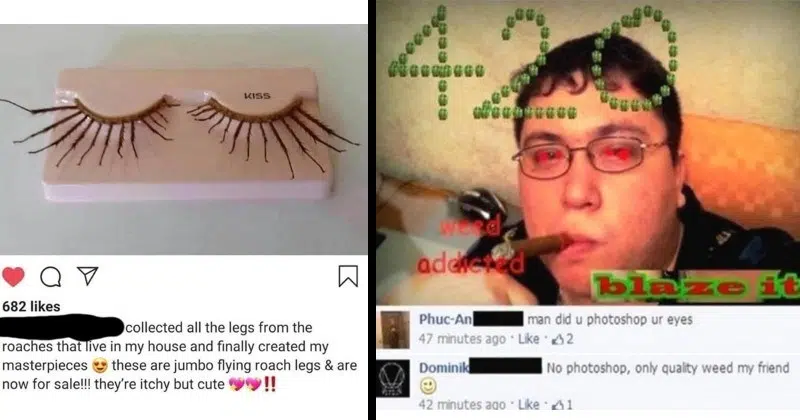 KISS
682 likes
collected all the legs from the
roaches that live in my house and finally created my
masterpieces 😍 these are jumbo flying roach legs & are
now for sale!!! they're itchy but cute 💖💖‼️
420
weed
addicted
blaze it
Phuc-An man did u photoshop ur eyes
47 minutes ago · Like · 👍2
Dominik No photoshop, only quality weed my friend
🙂
42 minutes ago · Like · 👍1